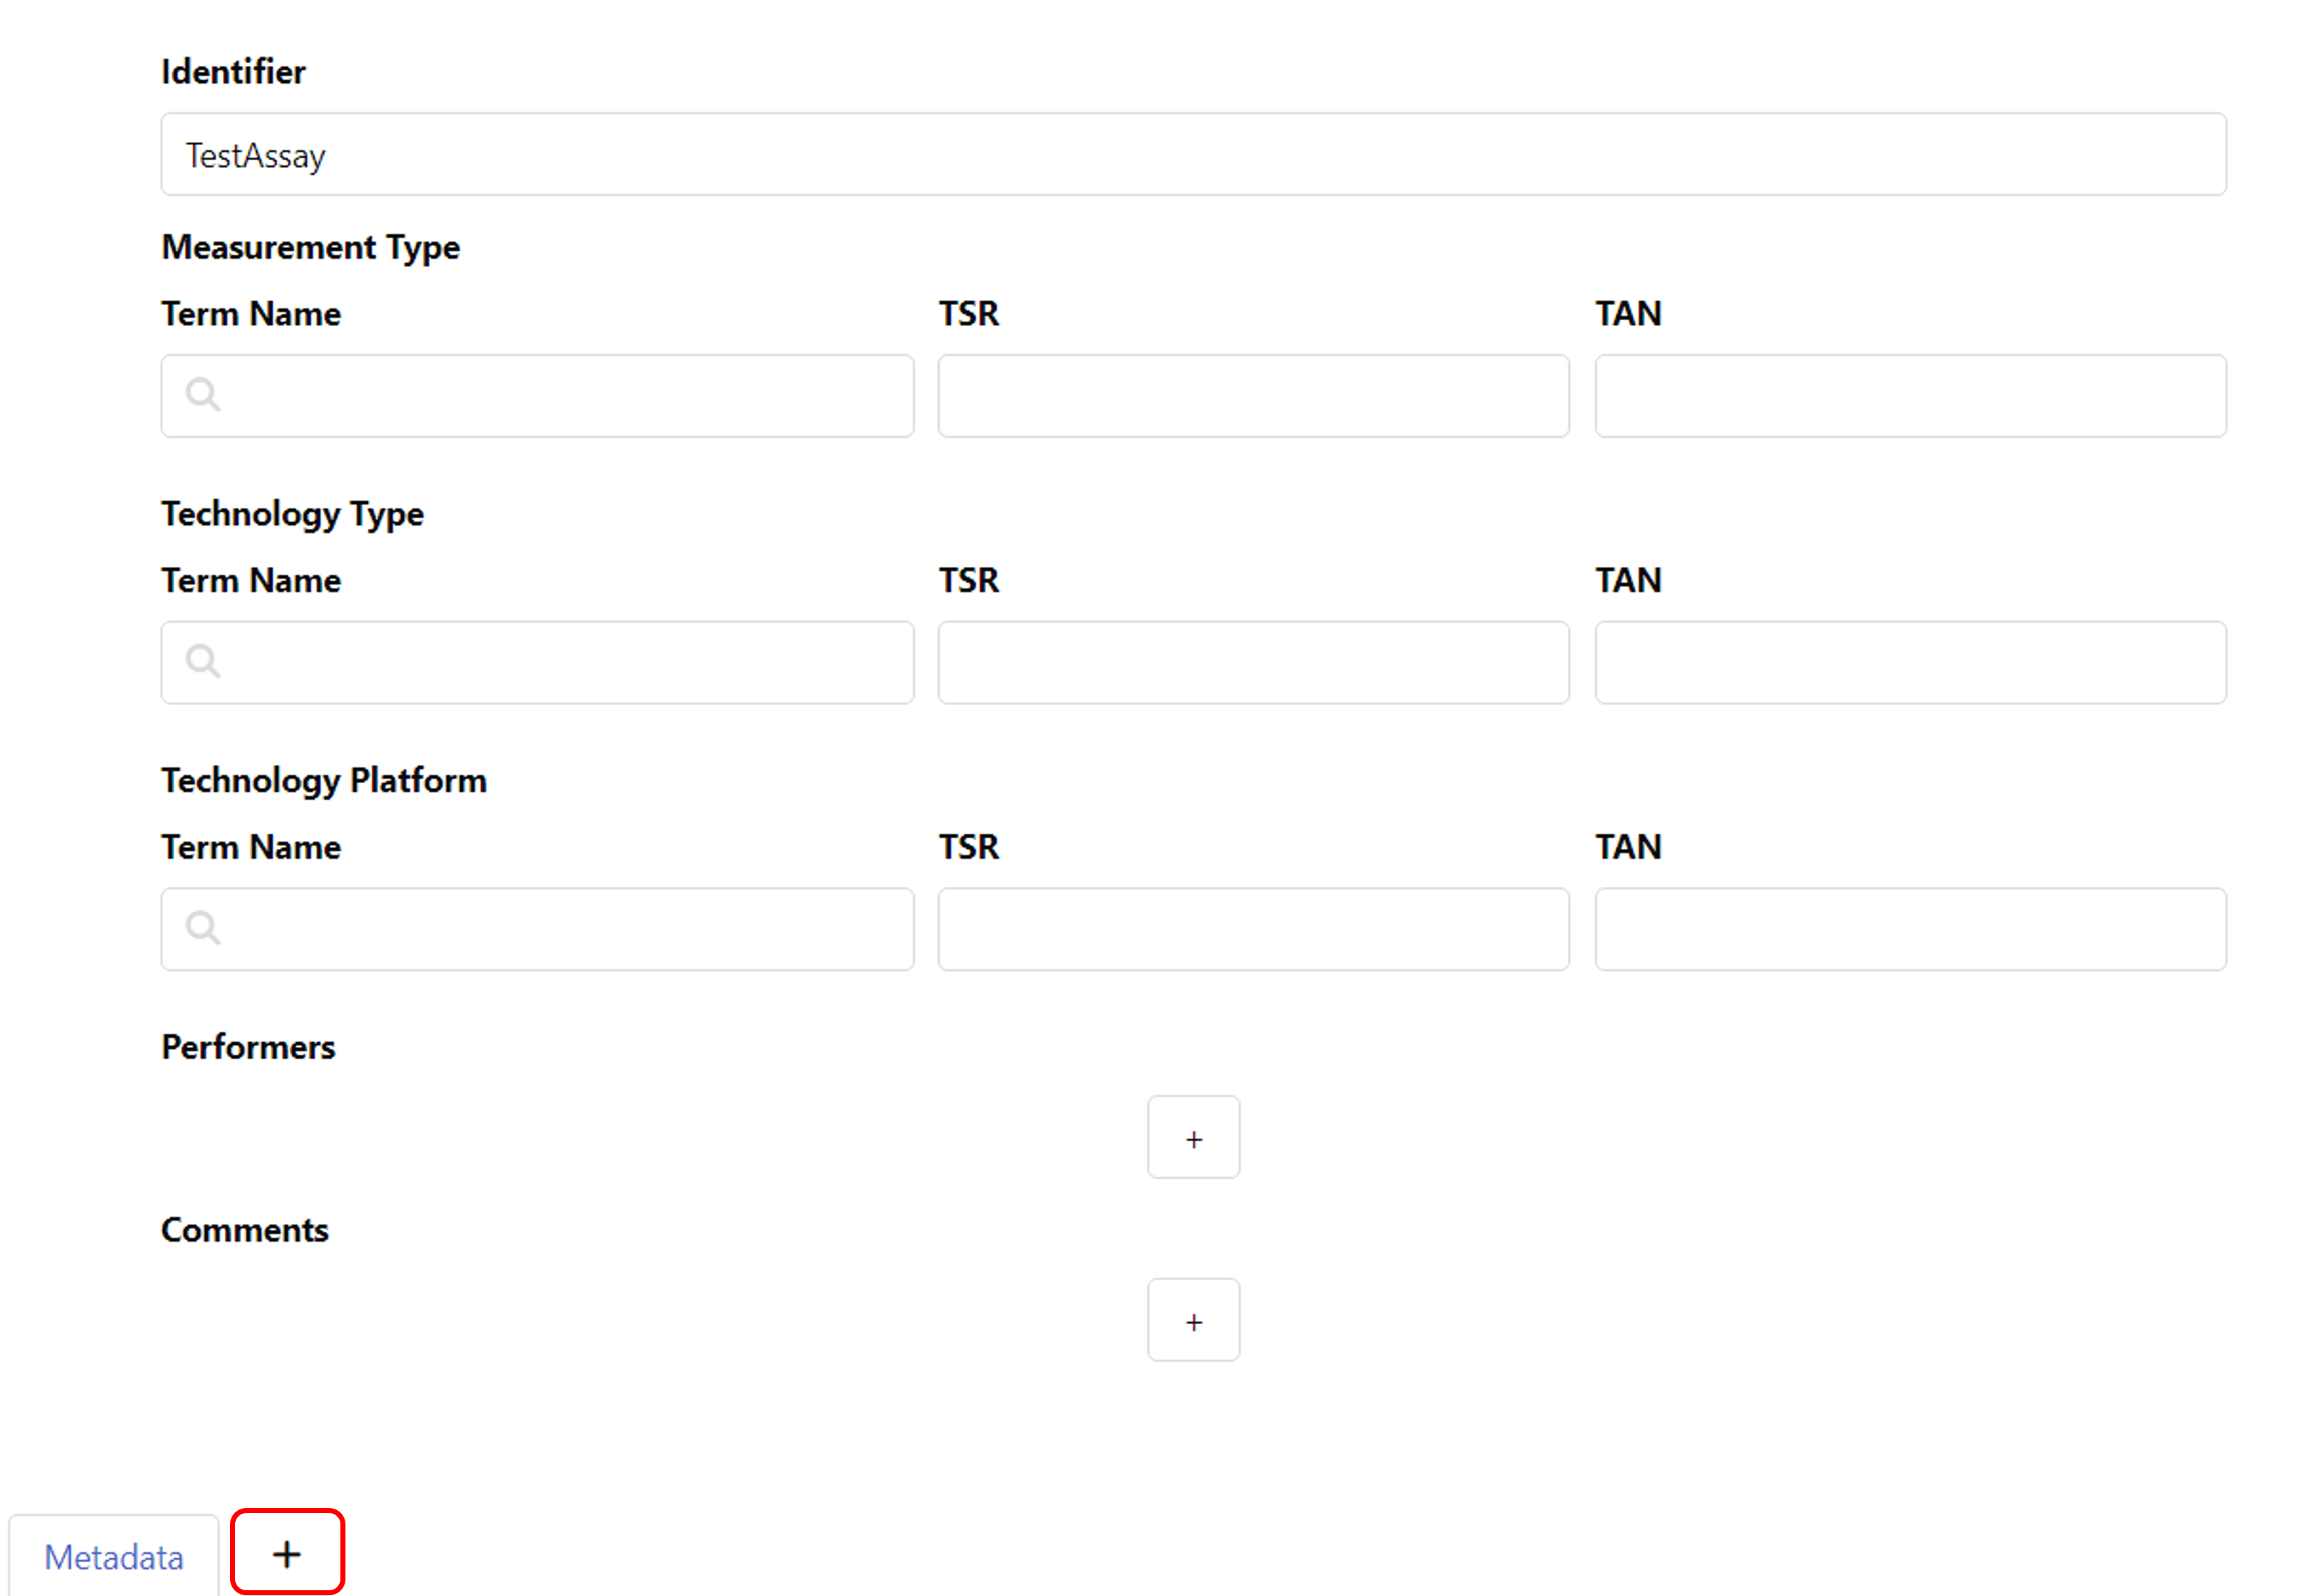 Identifier
TestAssay
Measurement Type
Term Name TSR TAN
Technology Type
Term Name TSR TAN
Technology Platform
Term Name TSR TAN
Performers
+
Comments
+
Metadata +